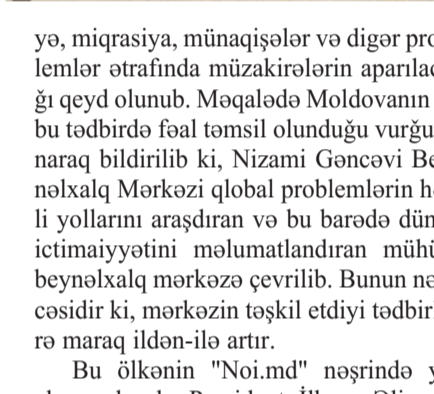 yə, miqrasiya, münaqişələr və digər pro
lemlər ətrafında müzakirələrin aparılac
ğı qeyd olunub. Məqalədə Moldovanın
bu tədbirdə fəal təmsil olunduğu vurğu
naraq bildirilib ki, Nizami Gəncəvi Be
nəlxalq Mərkəzi qlobal problemlərin h
li yollarını araşdıran və bu barədə dün
ictimaiyyətini məlumatlandıran mühü
beynəlxalq mərkəzə çevrilib. Bunun nə
cəsidir ki, mərkəzin təşkil etdiyi tədbir
rə maraq ildən-ilə artır.
Bu ölkənin "Noi.md" nəşrində y